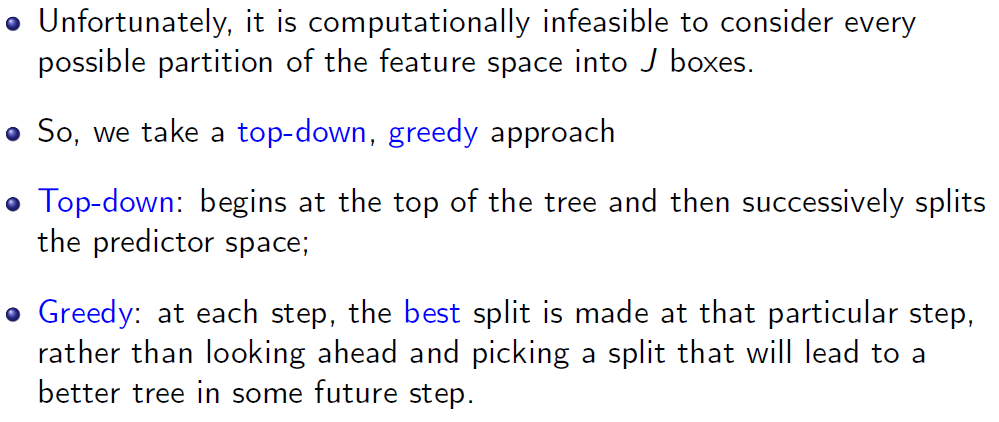 Unfortunately, it is computationally infeasible to consider every
possible partition of the feature space into J boxes.
So, we take a top-down, greedy approach
Top-down: begins at the top of the tree and then successively splits
the predictor space;
Greedy: at each step, the best split is made at that particular step,
rather than looking ahead and picking a split that will lead to a
better tree in some future step.